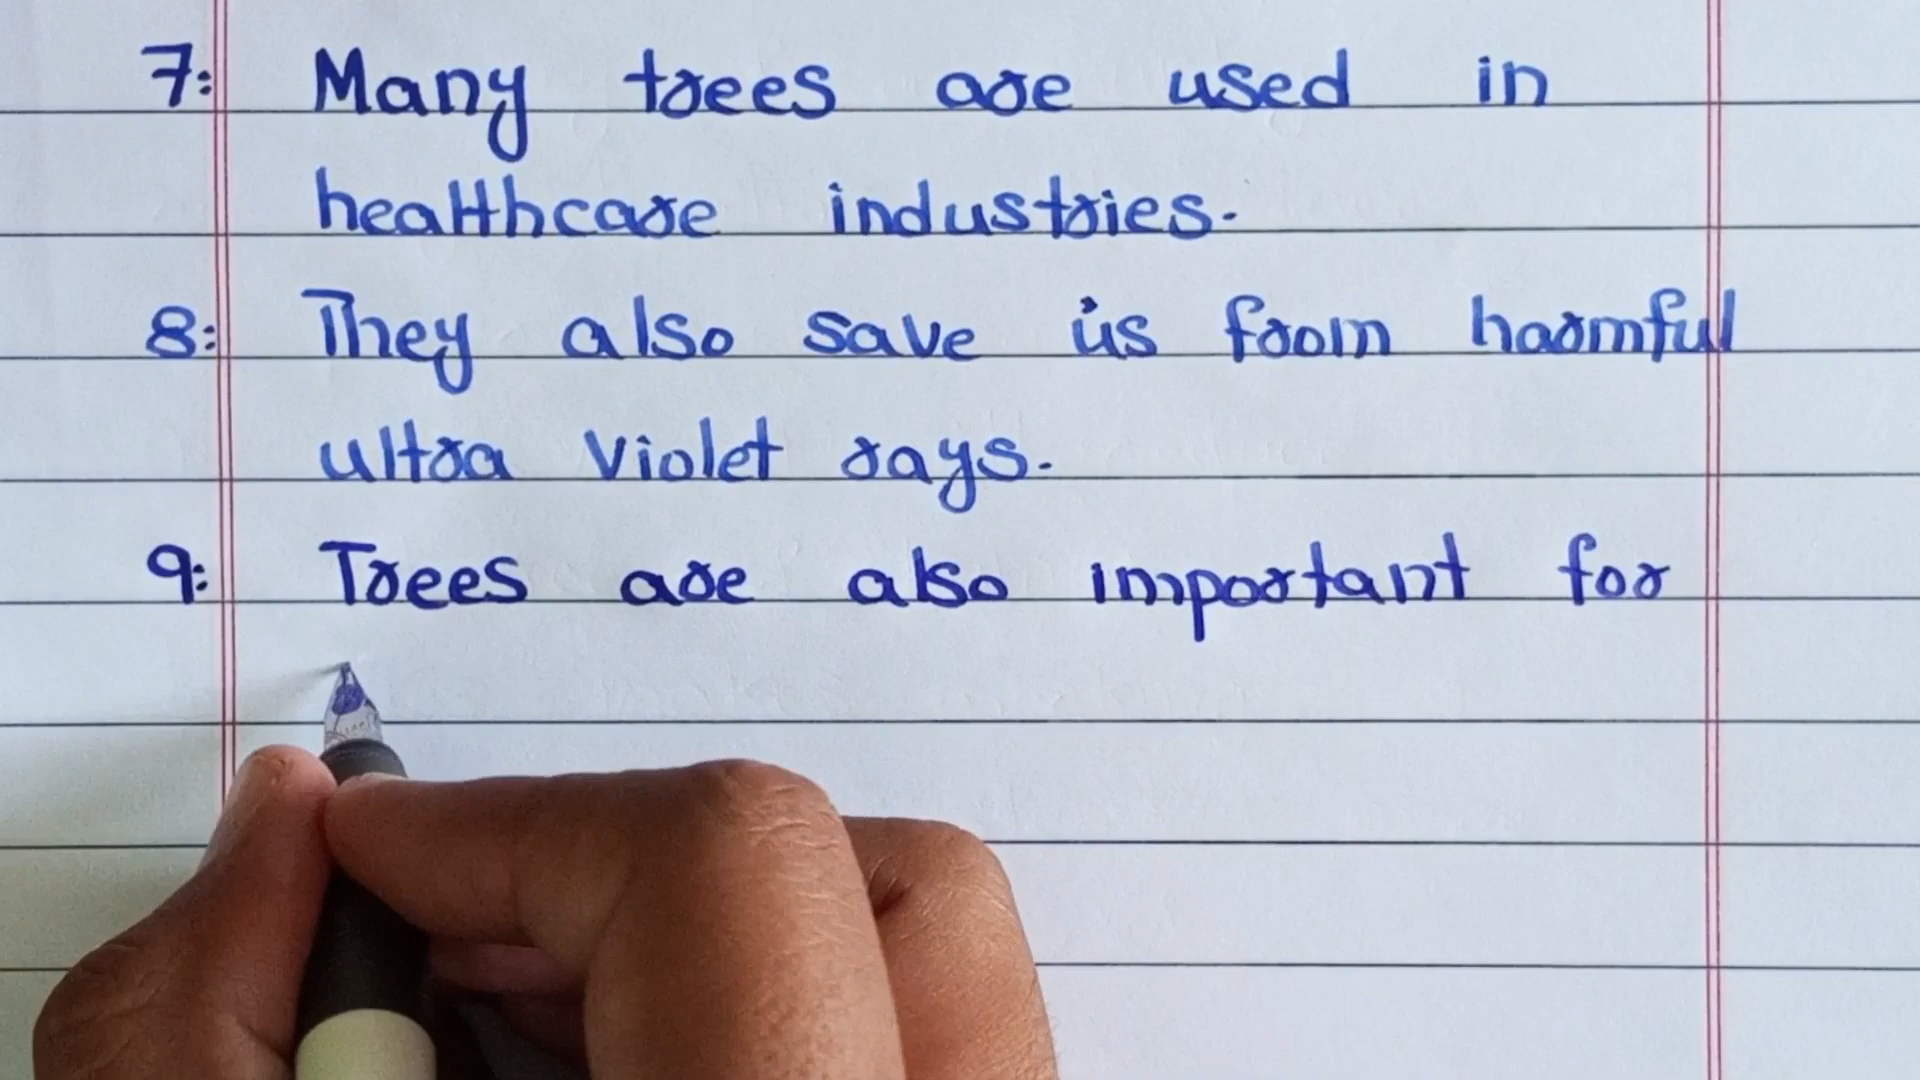 7: Many trees are used in
healthcare industries.
8: They also save us from harmful
ultra violet rays.
9: Trees are also important for